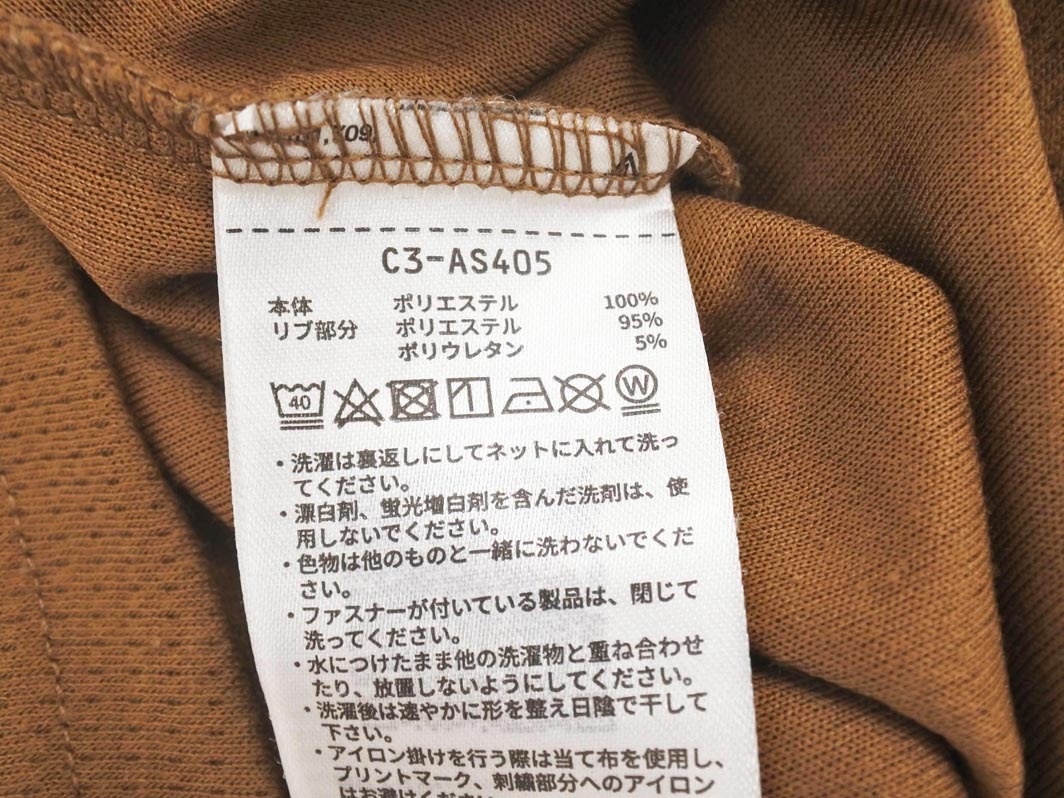 C3-AS405
本体 ポリエステル 100%
リブ部分 ポリエステル 95%
ポリウレタン 5%
40 W
・洗濯は裏返しにしてネットに入れて洗っ
てください。
・漂白剤、蛍光増白剤を含んだ洗剤は、使
用しないでください。
・色物は他のものと一緒に洗わないでくだ
さい。
・ファスナーが付いている製品は、閉じて
洗ってください。
・水につけたまま他の洗濯物と重ね合わせ
たり、放置しないようにしてください。
・洗濯後は速やかに形を整え日陰で干して
下さい。
・アイロン掛けを行う際は当て布を使用し、
プリントマーク、刺繍部分へのアイロン
はお避けください